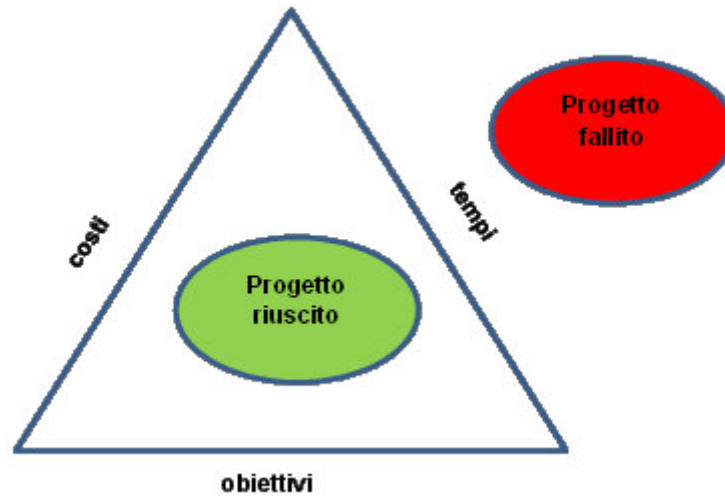 Progetto
fallito
costi
tempi
Progetto
riuscito
obiettivi